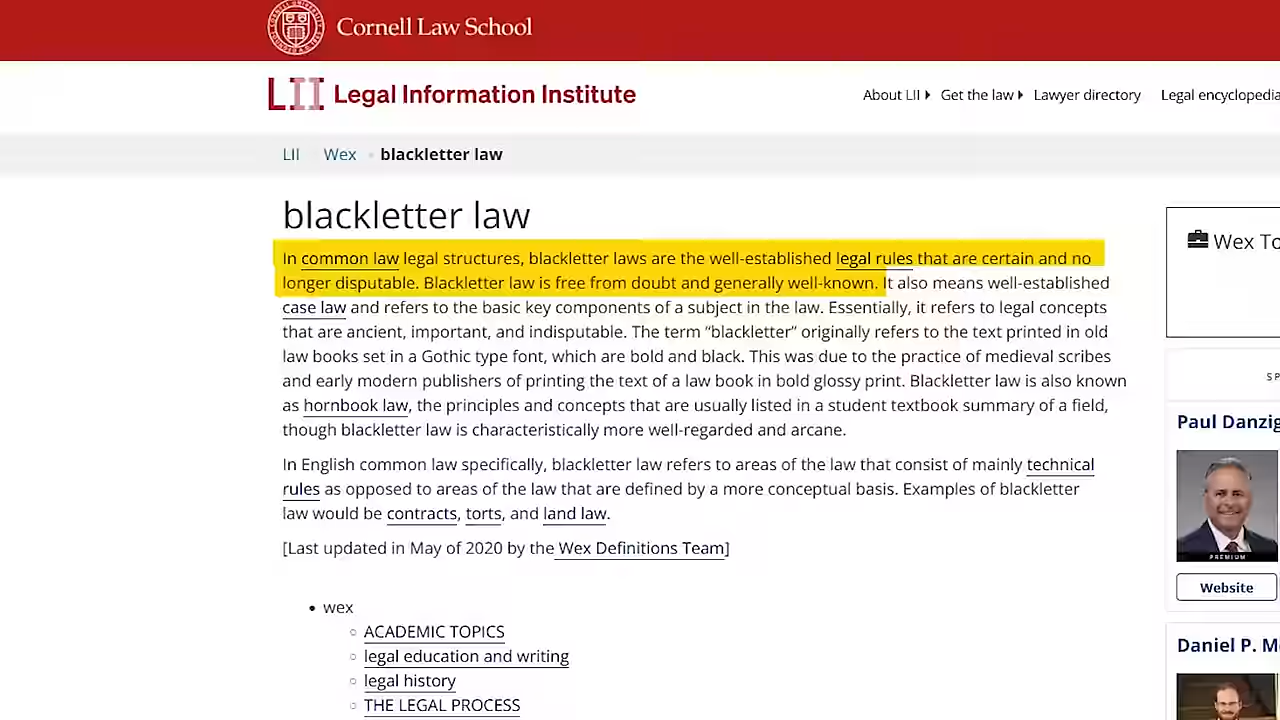 Cornell Law School
LII Legal Information Institute
About LII Get the law Lawyer directory Legal encyclopedia
LII Wex blackletter law
blackletter law
In common law legal structures, blackletter laws are the well-established legal rules that are certain and no
longer disputable. Blackletter law is free from doubt and generally well-known. It also means well-established
case law and refers to the basic key components of a subject in the law. Essentially, it refers to legal concepts
that are ancient, important, and indisputable. The term “blackletter” originally refers to the text printed in old
law books set in a Gothic type font, which are bold and black. This was due to the practice of medieval scribes
and early modern publishers of printing the text of a law book in bold glossy print. Blackletter law is also known
as hornbook law, the principles and concepts that are usually listed in a student textbook summary of a field,
though blackletter law is characteristically more well-regarded and arcane.
In English common law specifically, blackletter law refers to areas of the law that consist of mainly technical
rules as opposed to areas of the law that are defined by a more conceptual basis. Examples of blackletter
law would be contracts, torts, and land law.
[Last updated in May of 2020 by the Wex Definitions Team]
• wex
○ ACADEMIC TOPICS
○ legal education and writing
○ legal history
○ THE LEGAL PROCESS
Wex To
SP
Paul Danzig
PREMIUM
Website
Daniel P. M